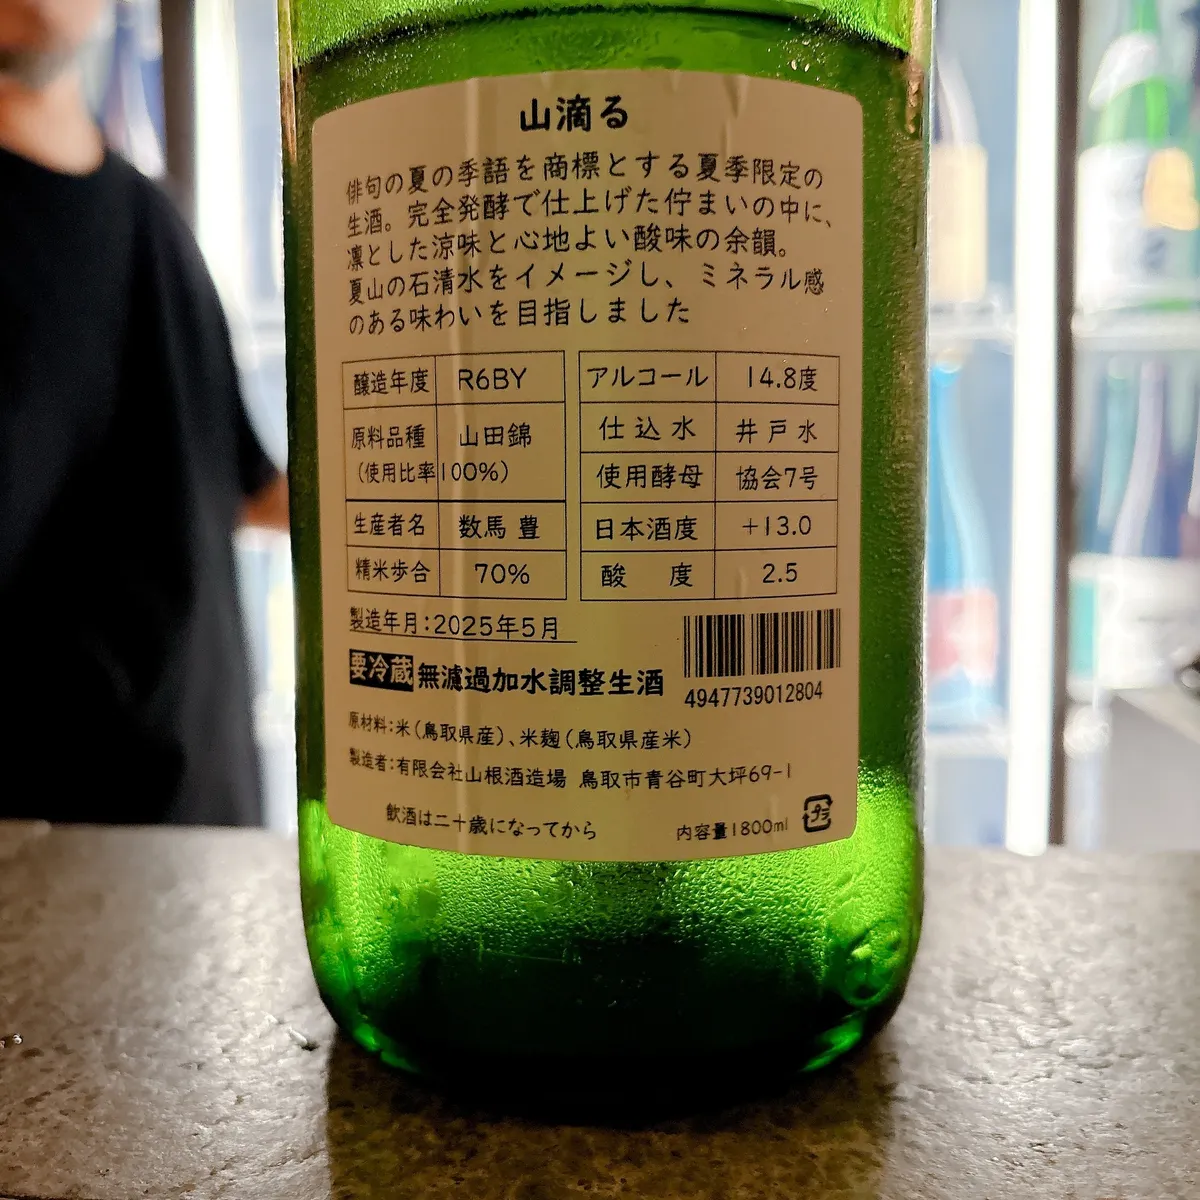 山滴る
俳句の夏の季語を商標とする夏季限定の
生酒。完全発酵で仕上げた佇まいの中に、
凛とした涼味と心地よい酸味の余韻。
夏山の石清水をイメージし、ミネラル感
のある味わいを目指しました
醸造年度 R6BY
原料品種 山田錦
(使用比率100%)
生産者名 数馬 豊
精米歩合 70%
アルコール 14.8度
仕込水 井戸水
使用酵母 協会7号
日本酒度 +13.0
酸 度 2.5
製造年月:2025年5月
要冷蔵 無濾過加水調整生酒
4947739012804
原材料:米(鳥取県産)、米麹(鳥取県産米)
製造者:有限会社山根酒造場 鳥取市青谷町大坪69-1
飲酒は二十歳になってから
内容量1800ml プラ